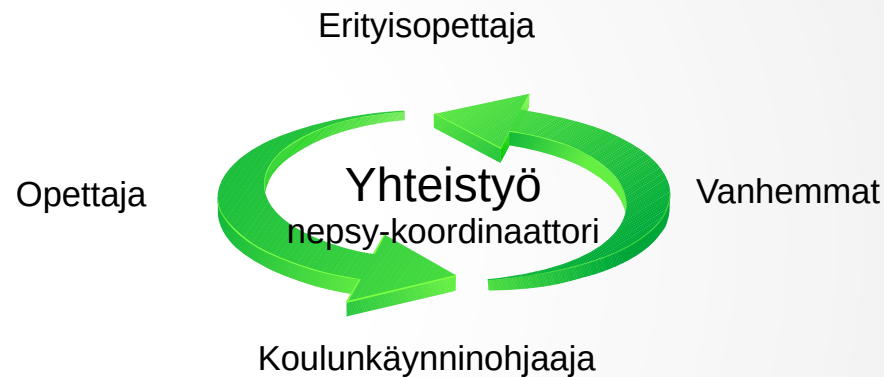 Erityisopettaja
Opettaja
Yhteistyö
nepsy-koordinaattori
Vanhemmat
Koulunkäynninohjaaja